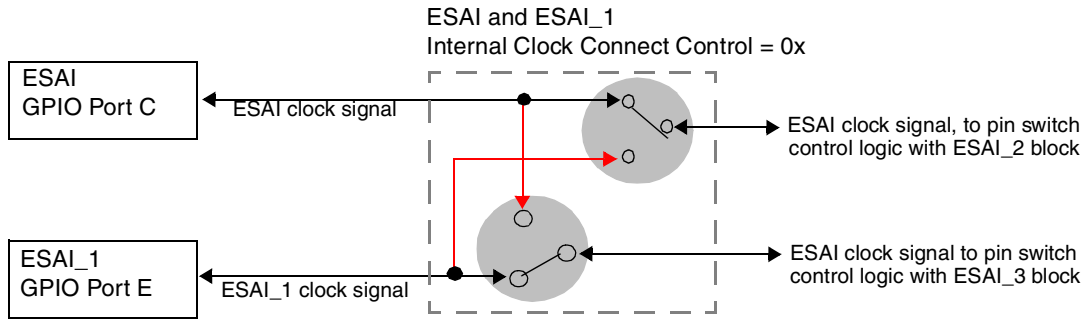 ESAI and ESAI_1
Internal Clock Connect Control = 0x
ESAI
GPIO Port C
ESAI clock signal
ESAI clock signal, to pin switch
control logic with ESAI_2 block
ESAI_1
GPIO Port E
ESAI_1 clock signal
ESAI clock signal to pin switch
control logic with ESAI_3 block